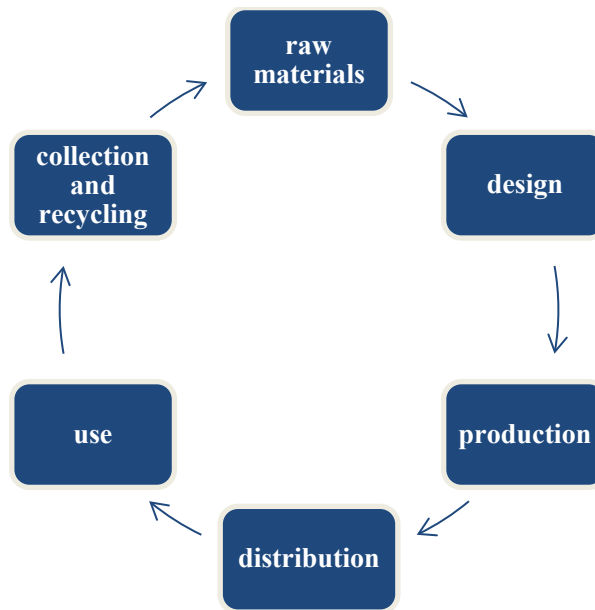 raw
materials
design
production
distribution
use
collection
and
recycling